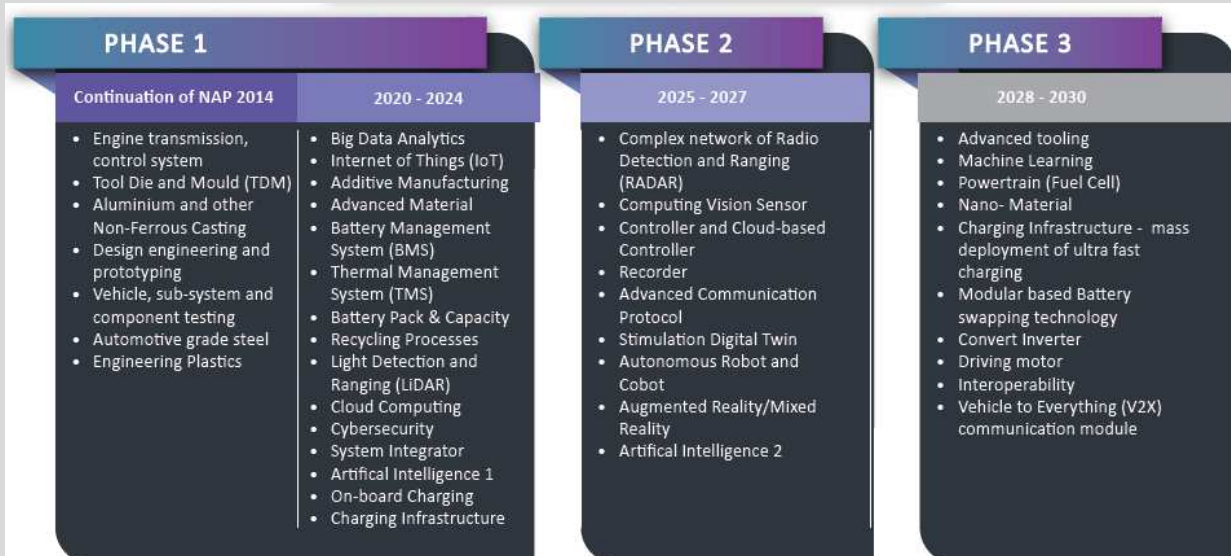 PHASE 1
Continuation of NAP 2014
• Engine transmission,
control system
• Tool Die and Mould (TDM)
• Aluminium and other
Non-Ferrous Casting
• Design engineering and
prototyping
• Vehicle, sub-system and
component testing
• Automotive grade steel
• Engineering Plastics
2020 - 2024
• Big Data Analytics
• Internet of Things (IoT)
• Additive Manufacturing
• Advanced Material
• Battery Management
System (BMS)
• Thermal Management
System (TMS)
• Battery Pack & Capacity
• Recycling Processes
• Light Detection and
Ranging (LiDAR)
• Cloud Computing
• Cybersecurity
• System Integrator
• Artifical Intelligence 1
• On-board Charging
• Charging Infrastructure
PHASE 2
2025 - 2027
• Complex network of Radio
Detection and Ranging
(RADAR)
• Computing Vision Sensor
• Controller and Cloud-based
Controller
• Recorder
• Advanced Communication
Protocol
• Stimulation Digital Twin
• Autonomous Robot and
Cobot
• Augmented Reality/Mixed
Reality
• Artifical Intelligence 2
PHASE 3
2028 - 2030
• Advanced tooling
• Machine Learning
• Powertrain (Fuel Cell)
• Nano- Material
• Charging Infrastructure - mass
deployment of ultra fast
charging
• Modular based Battery
swapping technology
• Convert Inverter
• Driving motor
• Interoperability
• Vehicle to Everything (V2X)
communication module